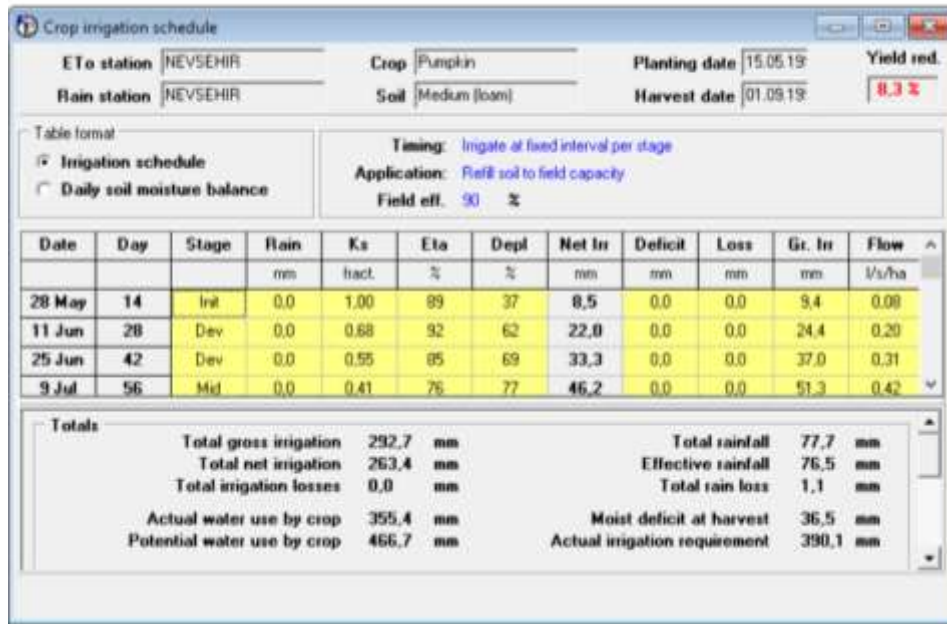 Crop irrigation schedule
ETo station NEVSEHIR Crop Pumpkin Planting date 15.05.19 Yield red.
Rain station NEVSEHIR Soil Medium (loam) Harvest date 01.09.19 8,3 %
Table format
Irrigation schedule
Daily soil moisture balance
Timing: Irrigate at fixed interval per stage
Application: Refill soil to field capacity
Field eff. 90 %
Date Day Stage Rain Ks Eta Depl Net Irr Deficit Loss Gr. Irr Flow
mm fract. % % mm mm mm mm l/s/ha
28 May 14 Init 0,0 1,00 89 37 8,5 0,0 0,0 9,4 0,08
11 Jun 28 Dev 0,0 0,68 92 62 22,0 0,0 0,0 24,4 0,20
25 Jun 42 Dev 0,0 0,55 85 69 33,3 0,0 0,0 37,0 0,31
9 Jul 56 Mid 0,0 0,41 76 77 46,2 0,0 0,0 51,3 0,42
Totals
Total gross irrigation 292,7 mm Total rainfall 77,7 mm
Total net irrigation 263,4 mm Effective rainfall 76,5 mm
Total irrigation losses 0,0 mm Total rain loss 1,1 mm
Actual water use by crop 355,4 mm Moist deficit at harvest 36,5 mm
Potential water use by crop 466,7 mm Actual irrigation requirement 390,1 mm